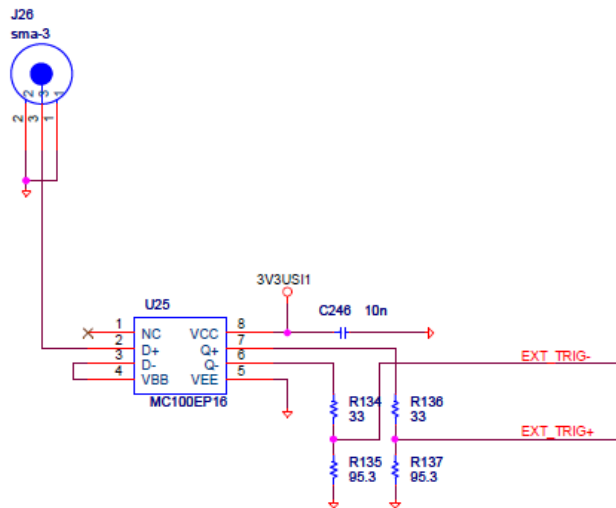 J26
sma-3
2
3
1
2
3
1
3V3USI1
U25
C246 10n
1 NC VCC 8
2 D+ Q+ 7
3 D- Q- 6
4 VBB VEE 5
MC100EP16
EXT_TRIG-
R134 R136
33 33
EXT_TRIG+
R135 R137
95.3 95.3